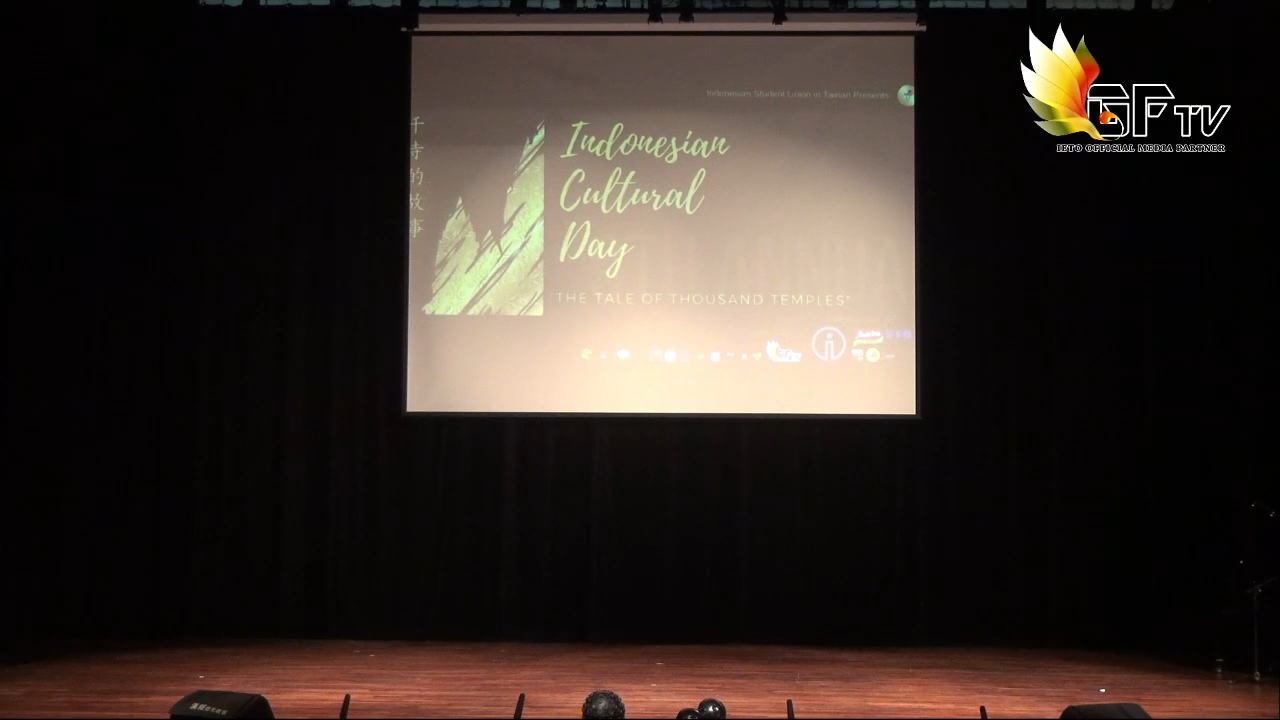 Indonesian Student Union in Tainan Presents
千寺的故事
Indonesian
Cultural
Day
"THE TALE OF THOUSAND TEMPLES"
GF TV
IETO OFFICIAL MEDIA PARTNER